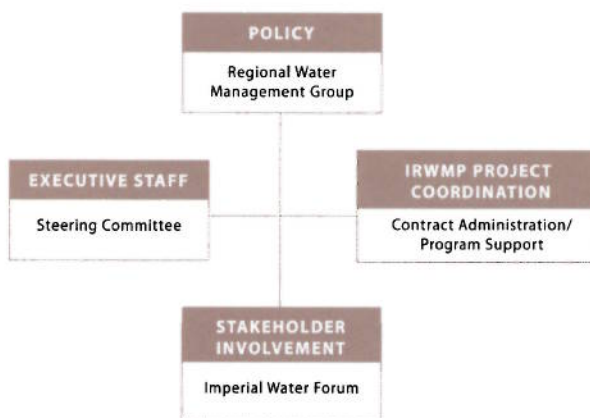 POLICY
Regional Water
Management Group
EXECUTIVE STAFF
Steering Committee
IRWMP PROJECT
COORDINATION
Contract Administration/
Program Support
STAKEHOLDER
INVOLVEMENT
Imperial Water Forum